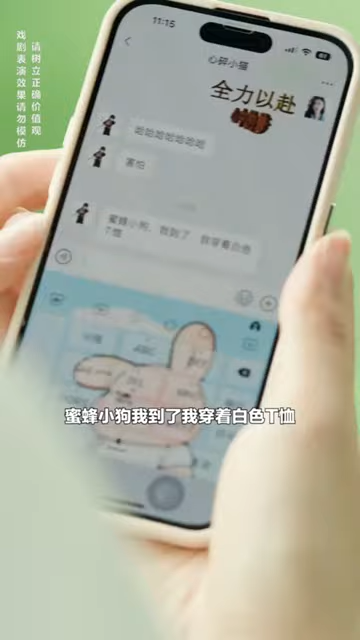 请树立正确价值观
戏剧表演效果请勿模仿
11:15
心碎小猫
全力以赴
哈哈哈哈哈哈哈
害怕
蜜蜂小狗，我到了 我穿着白色
T恤
ABC
蜜蜂小狗我到了我穿着白色T恤